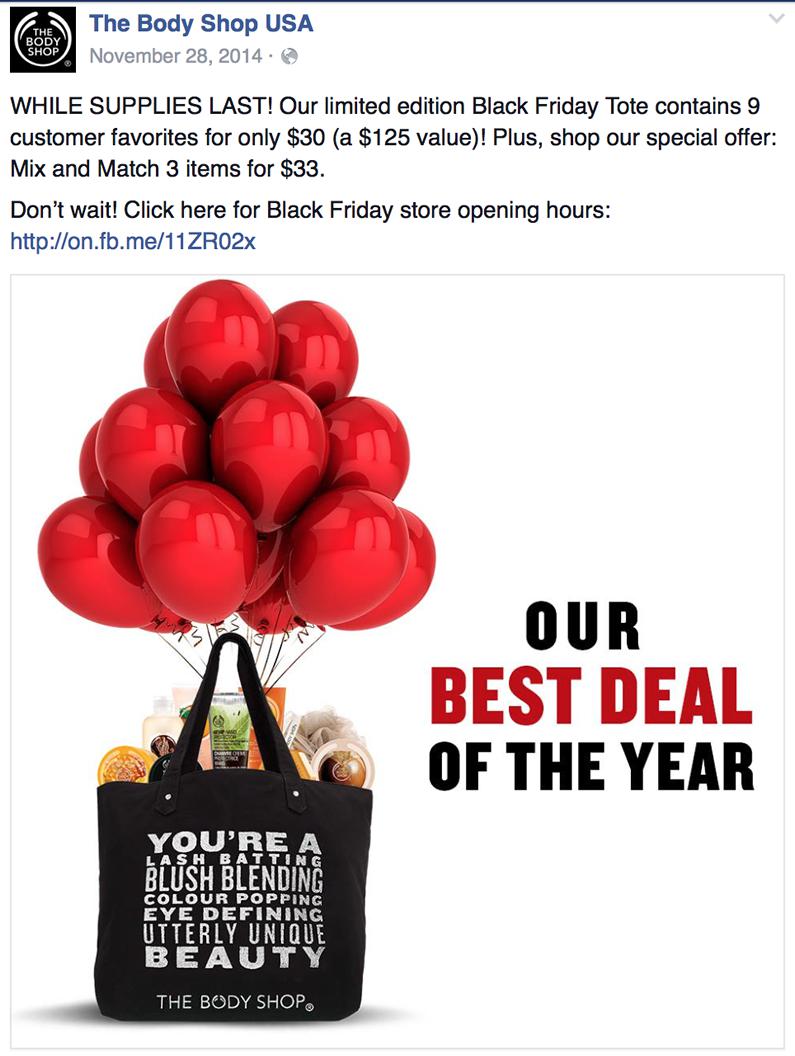 THE
BODY
SHOP
®
The Body Shop USA
November 28, 2014 ·
WHILE SUPPLIES LAST! Our limited edition Black Friday Tote contains 9
customer favorites for only $30 (a $125 value)! Plus, shop our special offer:
Mix and Match 3 items for $33.
Don’t wait! Click here for Black Friday store opening hours:
http://on.fb.me/11ZR02x
OUR
BEST DEAL
OF THE YEAR
HEMP HAND
PROTECTOR
YOU'RE A
LASH BATTING
BLUSH BLENDING
COLOUR POPPING
EYE DEFINING
UTTERLY UNIQUE
BEAUTY
THE BODY SHOP®